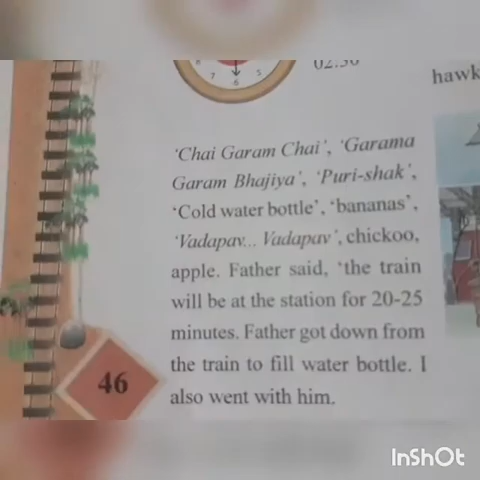 02:30
hawk
'Chai Garam Chai', 'Garama
Garam Bhajiya', 'Puri-shak',
'Cold water bottle', 'bananas',
'Vadapav... Vadapav', chickoo,
apple. Father said, 'the train
will be at the station for 20-25
minutes. Father got down from
the train to fill water bottle. I
also went with him.
46
InShOt